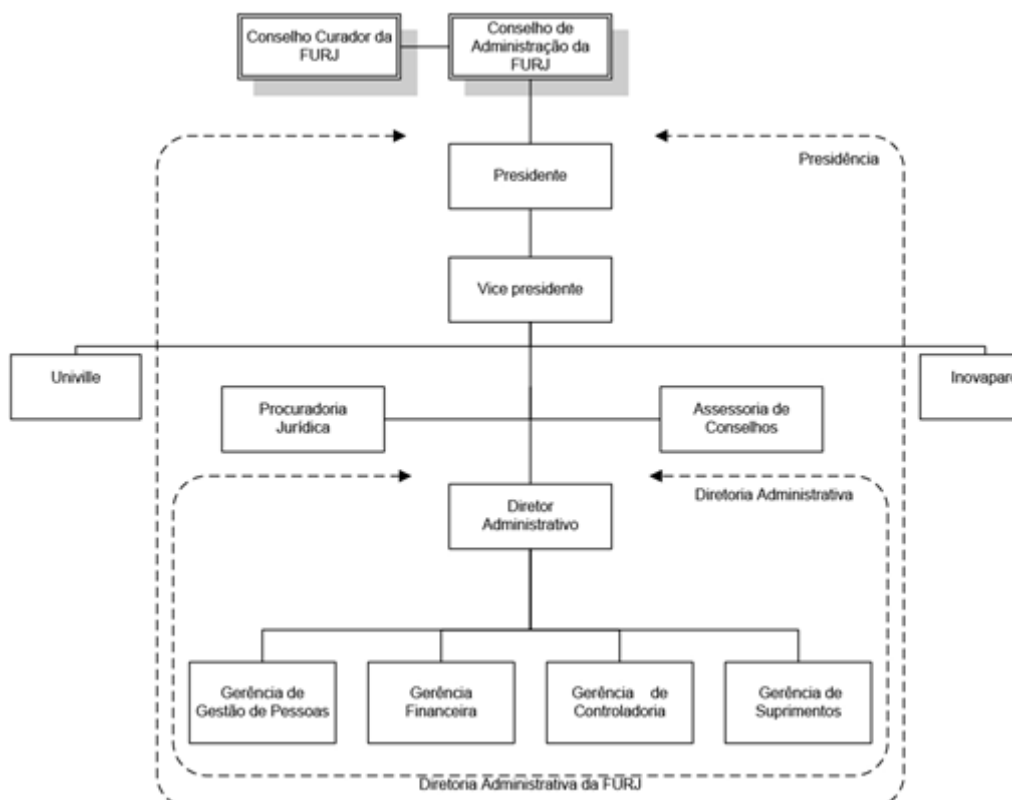 Conselho Curador da
FURJ
Conselho de
Administração da
FURJ
Presidência
Presidente
Vice presidente
Univille
Inovaparq
Procuradoria
Jurídica
Assessoria de
Conselhos
Diretoria Administrativa
Diretor
Administrativo
Gerência de
Gestão de Pessoas
Gerência
Financeira
Gerência de
Controladoria
Gerência de
Suprimentos
Diretoria Administrativa da FURJ